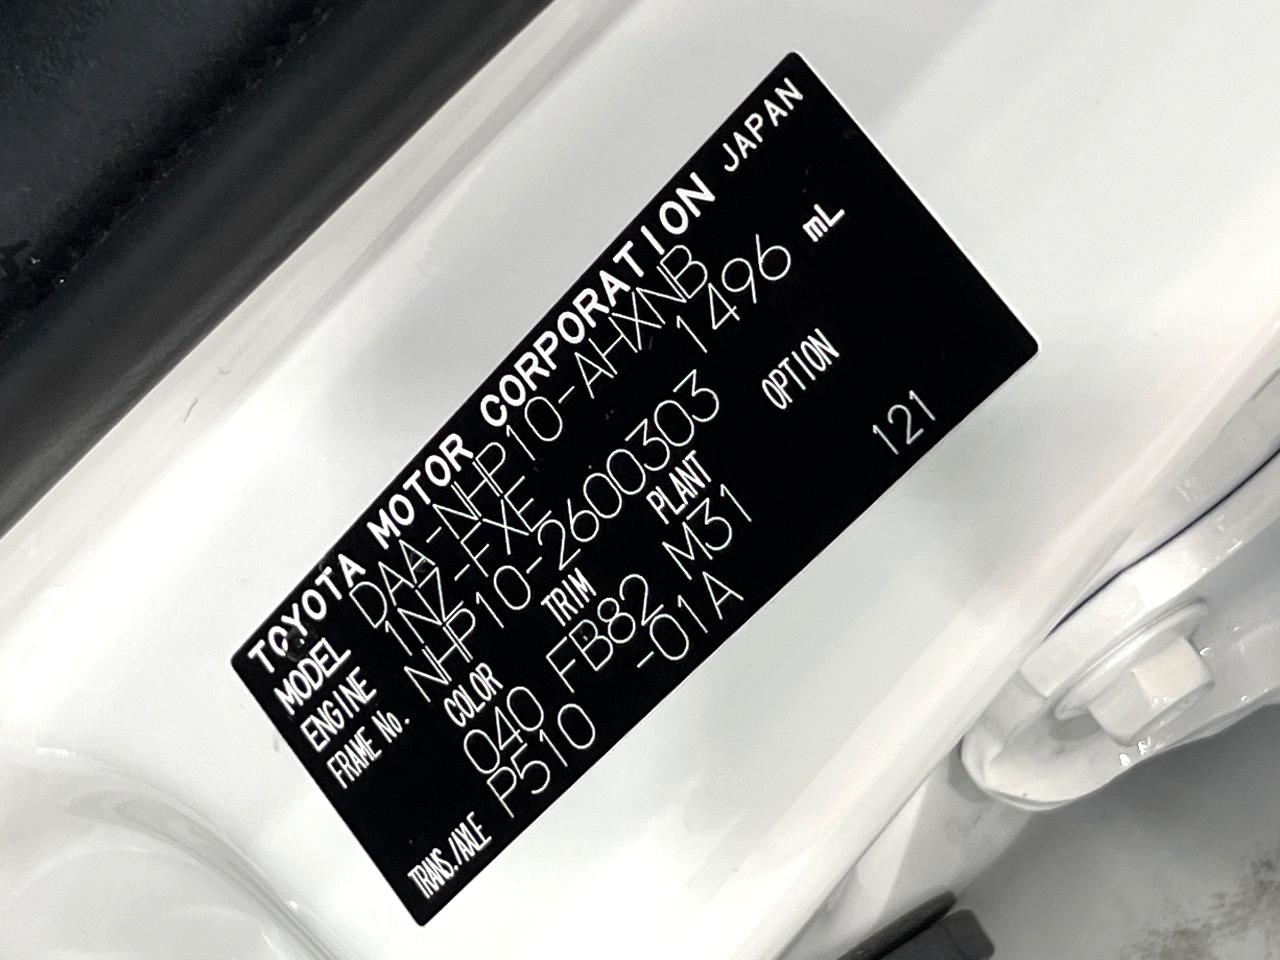 TOYOTA MOTOR CORPORATION JAPAN
MODEL DAA-NHP10-AHXNB
ENGINE 1NZ-FXE 1496 mL
FRAME No. NHP10-2600303
COLOR TRIM PLANT OPTION
040 FB82 M31 121
TRANS./AXLE P510 -01A